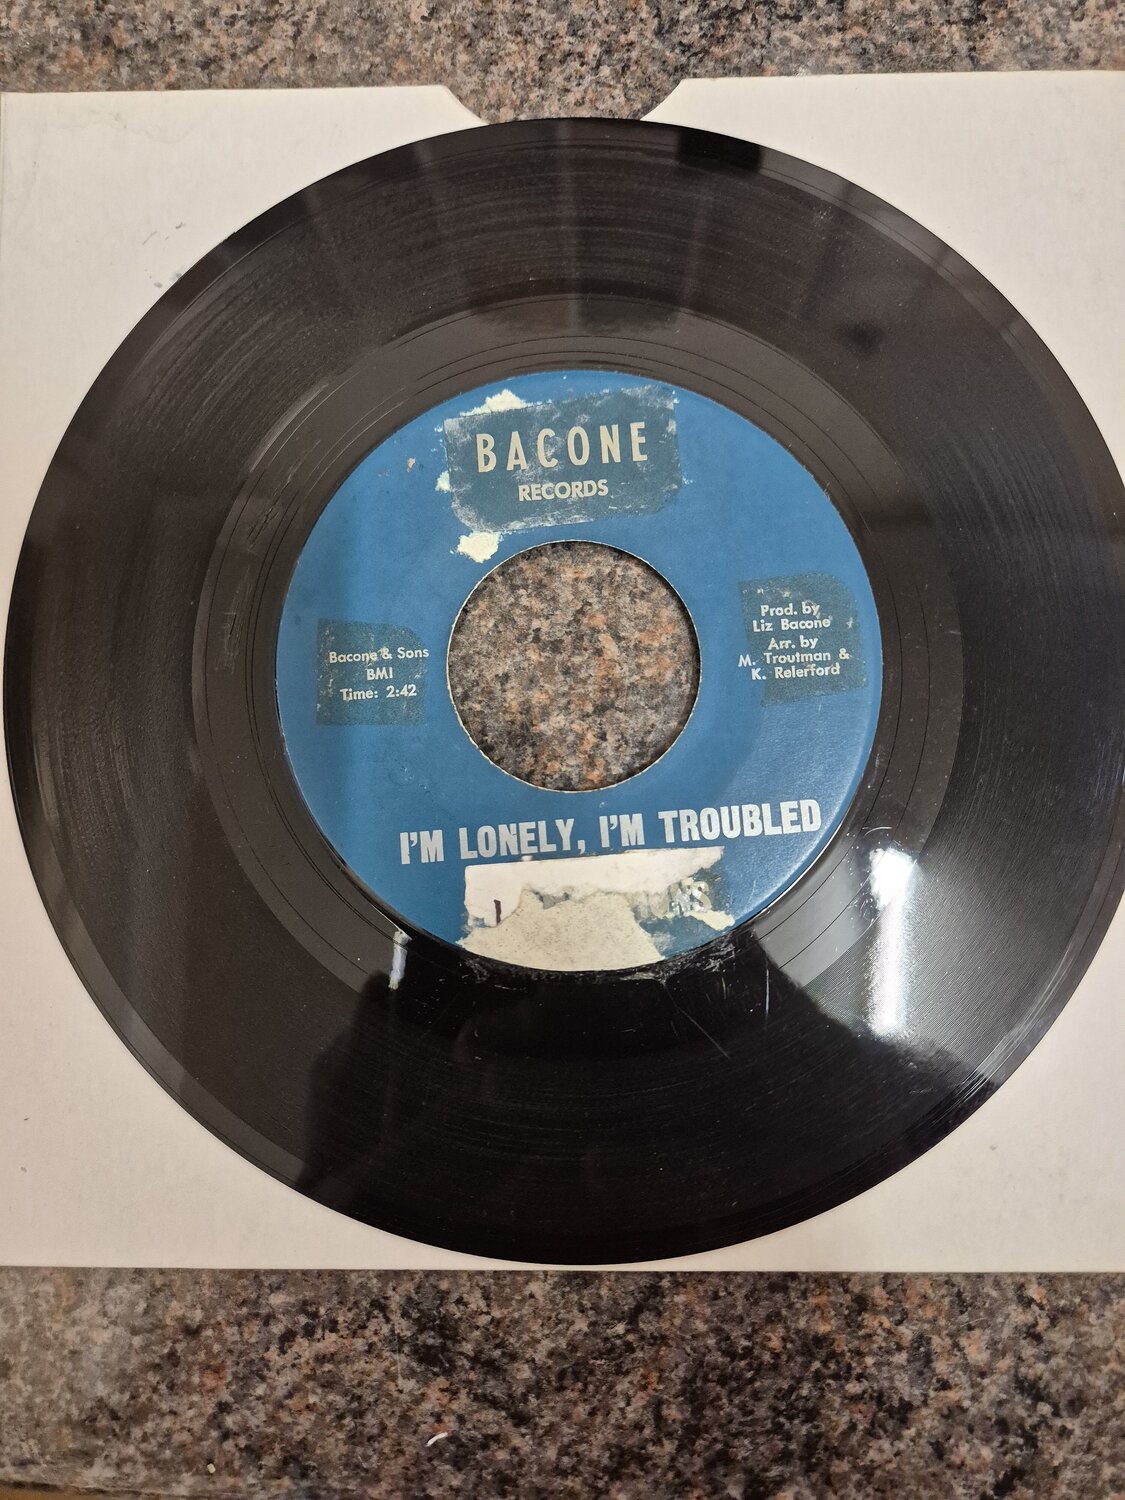 BACONE
RECORDS
Bacone & Sons
BMI
Time: 2:42
Prod. by
Liz Bacone
Arr. by
M. Troutman &
K. Relerford
I'M LONELY, I'M TROUBLED